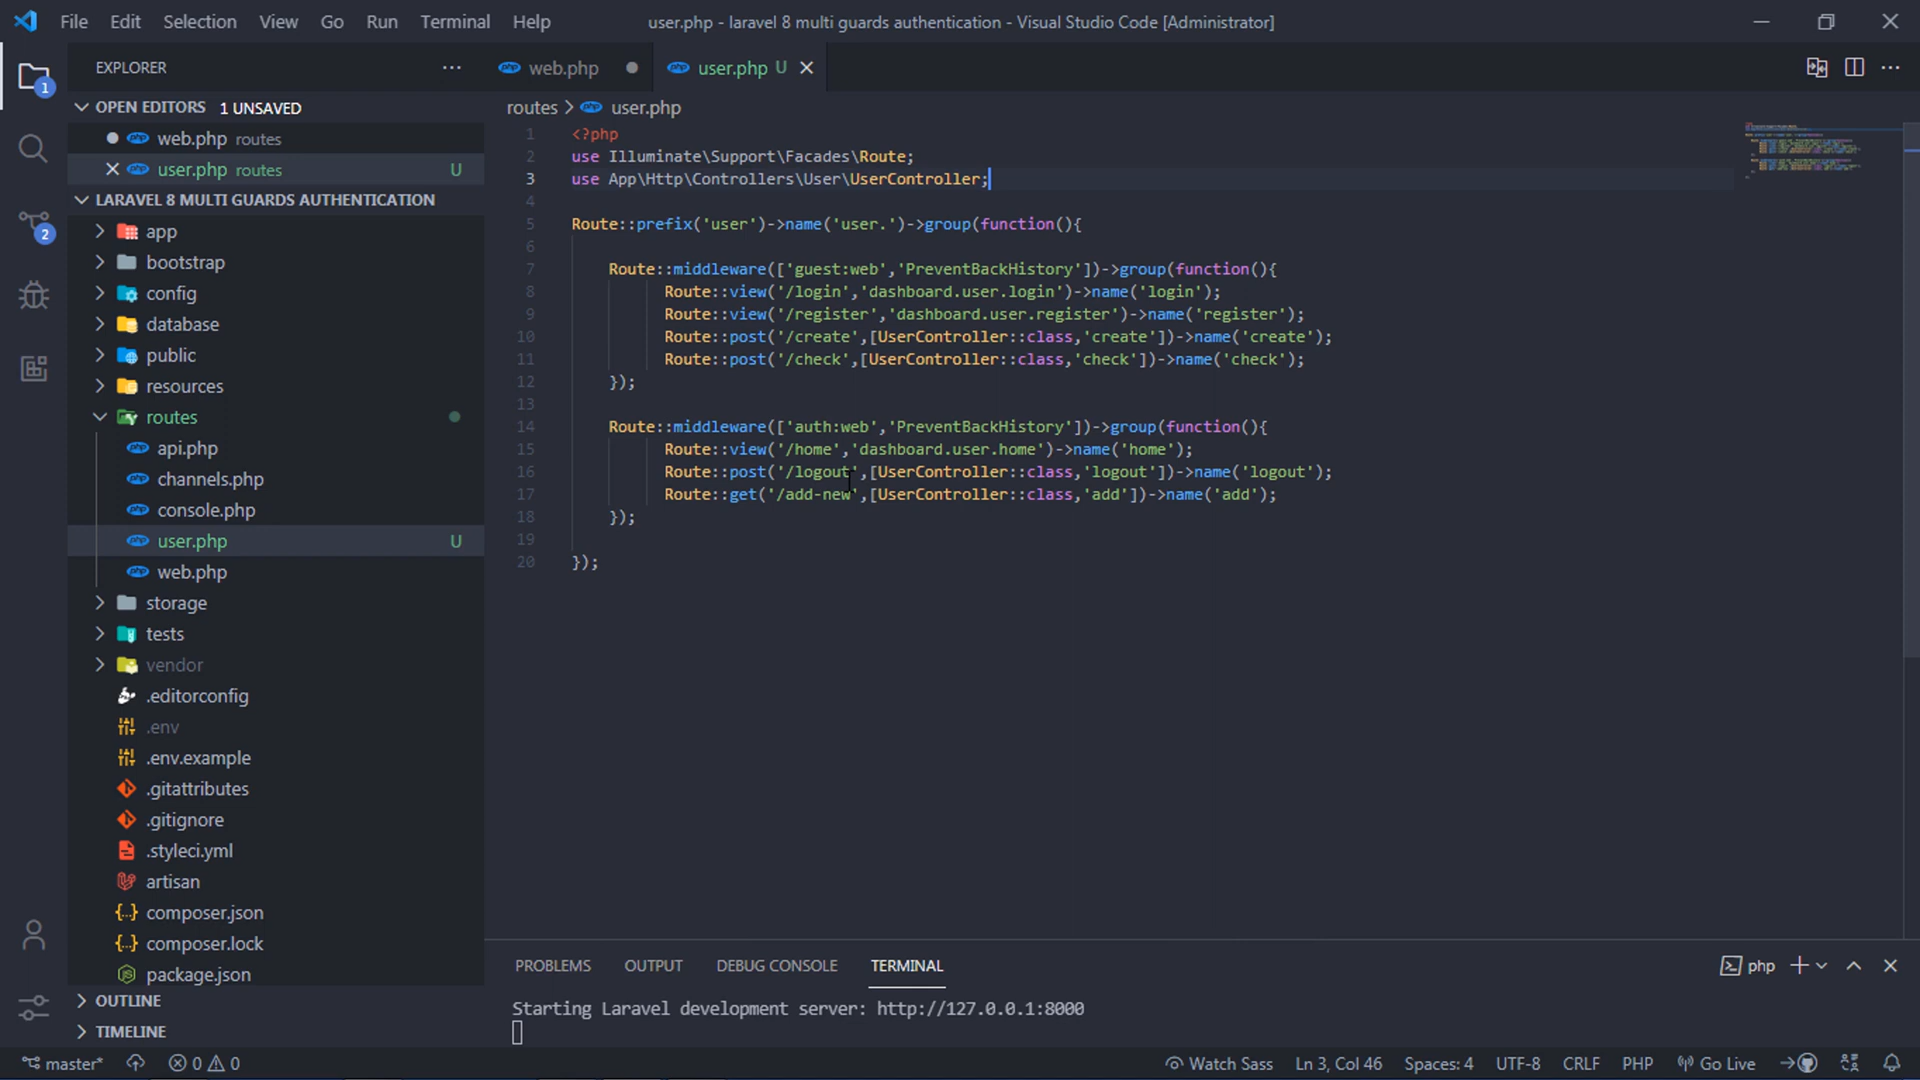 File Edit Selection View Go Run Terminal Help
user.php - laravel 8 multi guards authentication - Visual Studio Code [Administrator]
EXPLORER
web.php
user.php U
OPEN EDITORS 1 UNSAVED
web.php routes
user.php routes U
LARAVEL 8 MULTI GUARDS AUTHENTICATION
app
bootstrap
config
database
public
resources
routes
api.php
channels.php
console.php
user.php U
web.php
storage
tests
vendor
.editorconfig
.env
.env.example
.gitattributes
.gitignore
.styleci.yml
artisan
composer.json
composer.lock
package.json
OUTLINE
TIMELINE
1
2
routes > user.php
1 <?php
2 use Illuminate\Support\Facades\Route;
3 use App\Http\Controllers\User\UserController;
4
5 Route::prefix('user')->name('user.')->group(function(){
6
7 Route::middleware(['guest:web','PreventBackHistory'])->group(function(){
8 Route::view('/login','dashboard.user.login')->name('login');
9 Route::view('/register','dashboard.user.register')->name('register');
10 Route::post('/create',[UserController::class,'create'])->name('create');
11 Route::post('/check',[UserController::class,'check'])->name('check');
12 });
13
14 Route::middleware(['auth:web','PreventBackHistory'])->group(function(){
15 Route::view('/home','dashboard.user.home')->name('home');
16 Route::post('/logout',[UserController::class,'logout'])->name('logout');
17 Route::get('/add-new',[UserController::class,'add'])->name('add');
18 });
19
20 });
PROBLEMS OUTPUT DEBUG CONSOLE TERMINAL
php
Starting Laravel development server: http://127.0.0.1:8000
master* 0 0
Watch Sass Ln 3, Col 46 Spaces: 4 UTF-8 CRLF PHP Go Live